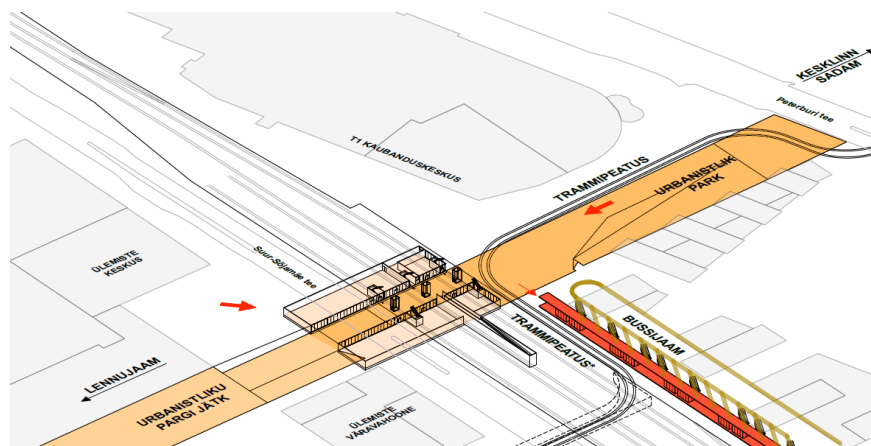 KESKLINN
SADAM
Peterburi tee
T1 KAUBANDUSKESKUS
TRAMMIPEATUS
URBANISTLIK
PARK
ÜLEMISTE
KESKUS
Suur-Sõjamäe tee
TRAMMIPEATUS*
BUSSIJAAM
LENNUJAAM
URBANISTLIKU
PARGI JÄTK
ÜLEMISTE
VÄRAVAHOONE